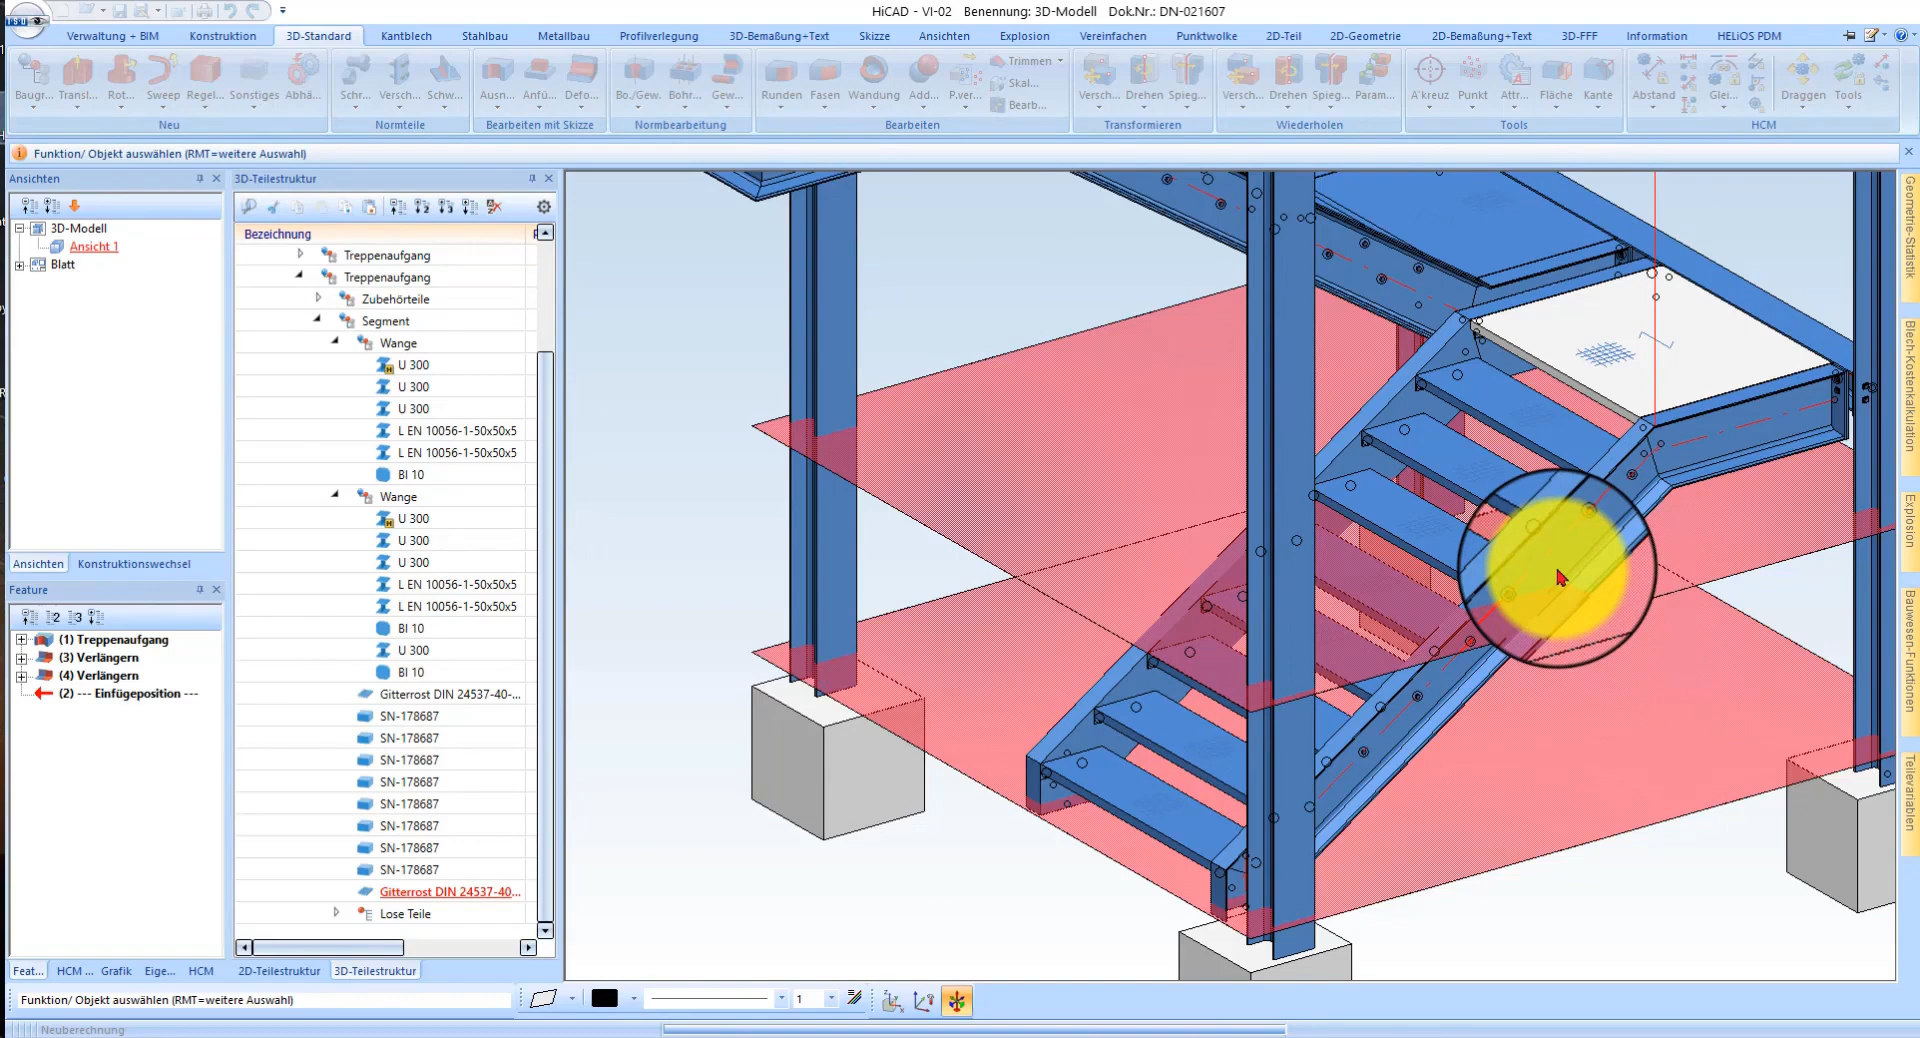 HiCAD - VI-02 Benennung: 3D-Modell Dok.Nr.: DN-021607
ISD
Verwaltung + BIM Konstruktion 3D-Standard Kantblech Stahlbau Metallbau Profilverlegung 3D-Bemaßung+Text Skizze Ansichten Explosion Vereinfachen Punktwolke 2D-Teil 2D-Geometrie 2D-Bemaßung+Text 3D-FFF Information HELiOS PDM
Trimmen
Skal...
Baugr... Transl... Rot... Sweep Regel... Sonstiges Abhä... Schr... Versch... Schw... Ausn... Anfü... Defo... Bo./Gew. Bohr... Gew... Runden Fasen Wandung Add... P.ver... Versch... Drehen Spieg... Versch... Drehen Spieg... Param... A'kreuz Punkt Attr... Fläche Kante Abstand Glei... Draggen Tools
Bearb...
Neu Normteile Bearbeiten mit Skizze Normbearbeitung Bearbeiten Transformieren Wiederholen Tools HCM
Funktion/ Objekt auswählen (RMT=weitere Auswahl)
Ansichten
3D-Modell
Ansicht 1
Blatt
Ansichten Konstruktionswechsel
Feature
(1) Treppenaufgang
(3) Verlängern
(4) Verlängern
(2) --- Einfügeposition ---
Feat... HCM ... Grafik Eige... HCM
3D-Teilestruktur
Bezeichnung
Treppenaufgang
Treppenaufgang
Zubehörteile
Segment
Wange
U 300
U 300
U 300
L EN 10056-1-50x50x5
L EN 10056-1-50x50x5
Bl 10
Wange
U 300
U 300
U 300
L EN 10056-1-50x50x5
L EN 10056-1-50x50x5
Bl 10
U 300
Bl 10
Gitterrost DIN 24537-40-...
SN-178687
SN-178687
SN-178687
SN-178687
SN-178687
SN-178687
SN-178687
SN-178687
Gitterrost DIN 24537-40...
Lose Teile
2D-Teilestruktur 3D-Teilestruktur
Geometrie-Statistik
Blech-Kostenkalkulation
Explosion
Bauwesen-Funktionen
Teilevariablen
Funktion/ Objekt auswählen (RMT=weitere Auswahl)
1
Neuberechnung